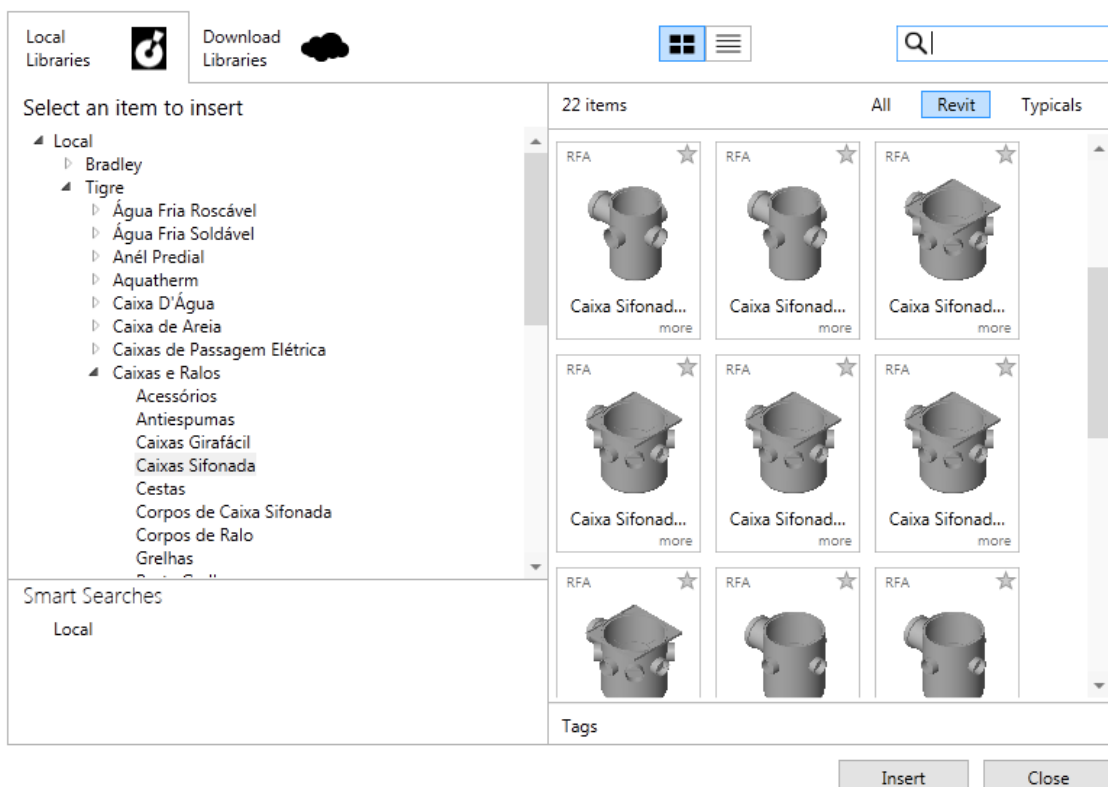 Local
Libraries
Download
Libraries
Select an item to insert
Local
Bradley
Tigre
Água Fria Roscável
Água Fria Soldável
Anél Predial
Aquatherm
Caixa D'Água
Caixa de Areia
Caixas de Passagem Elétrica
Caixas e Ralos
Acessórios
Antiespumas
Caixas Girafácil
Caixas Sifonada
Cestas
Corpos de Caixa Sifonada
Corpos de Ralo
Grelhas
Smart Searches
Local
22 items
All Revit Typicals
RFA RFA RFA
Caixa Sifonad... Caixa Sifonad... Caixa Sifonad...
more more more
RFA RFA RFA
Caixa Sifonad... Caixa Sifonad... Caixa Sifonad...
more more more
RFA RFA RFA
Tags
Insert Close